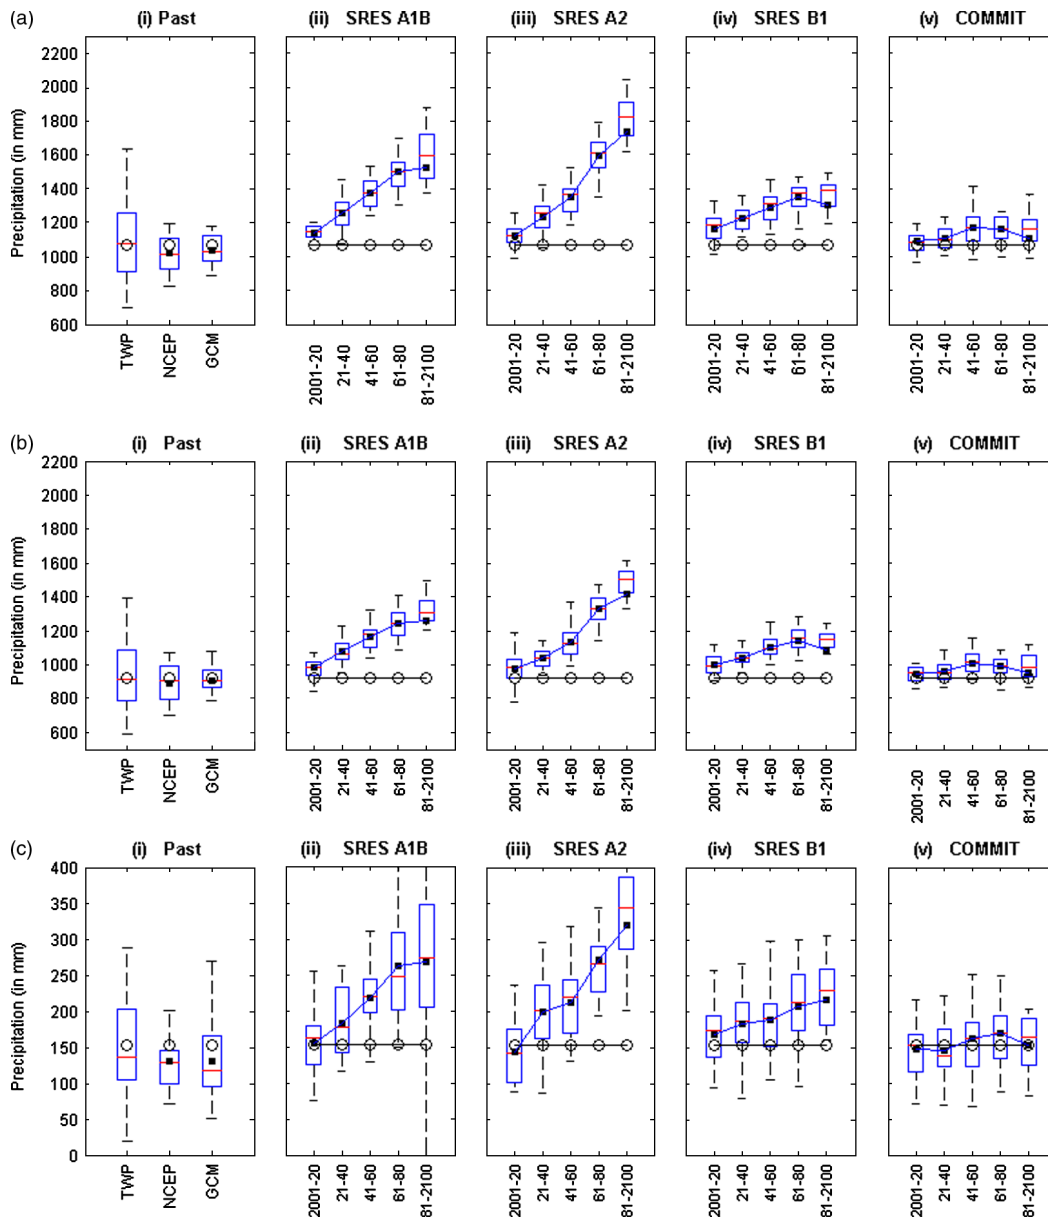 (a)
(i) Past
(ii) SRES A1B
(iii) SRES A2
(iv) SRES B1
(v) COMMIT
Precipitation (in mm)
2200
2000
1800
1600
1400
1200
1000
800
600
TWP
NCEP
GCM
2001-20
21-40
41-60
61-80
81-2100
2001-20
21-40
41-60
61-80
81-2100
2001-20
21-40
41-60
61-80
81-2100
2001-20
21-40
41-60
61-80
81-2100
(b)
(i) Past
(ii) SRES A1B
(iii) SRES A2
(iv) SRES B1
(v) COMMIT
Precipitation (in mm)
2200
2000
1800
1600
1400
1200
1000
800
600
TWP
NCEP
GCM
2001-20
21-40
41-60
61-80
81-2100
2001-20
21-40
41-60
61-80
81-2100
2001-20
21-40
41-60
61-80
81-2100
2001-20
21-40
41-60
61-80
81-2100
(c)
(i) Past
(ii) SRES A1B
(iii) SRES A2
(iv) SRES B1
(v) COMMIT
Precipitation (in mm)
400
350
300
250
200
150
100
50
0
TWP
NCEP
GCM
2001-20
21-40
41-60
61-80
81-2100
2001-20
21-40
41-60
61-80
81-2100
2001-20
21-40
41-60
61-80
81-2100
2001-20
21-40
41-60
61-80
81-2100